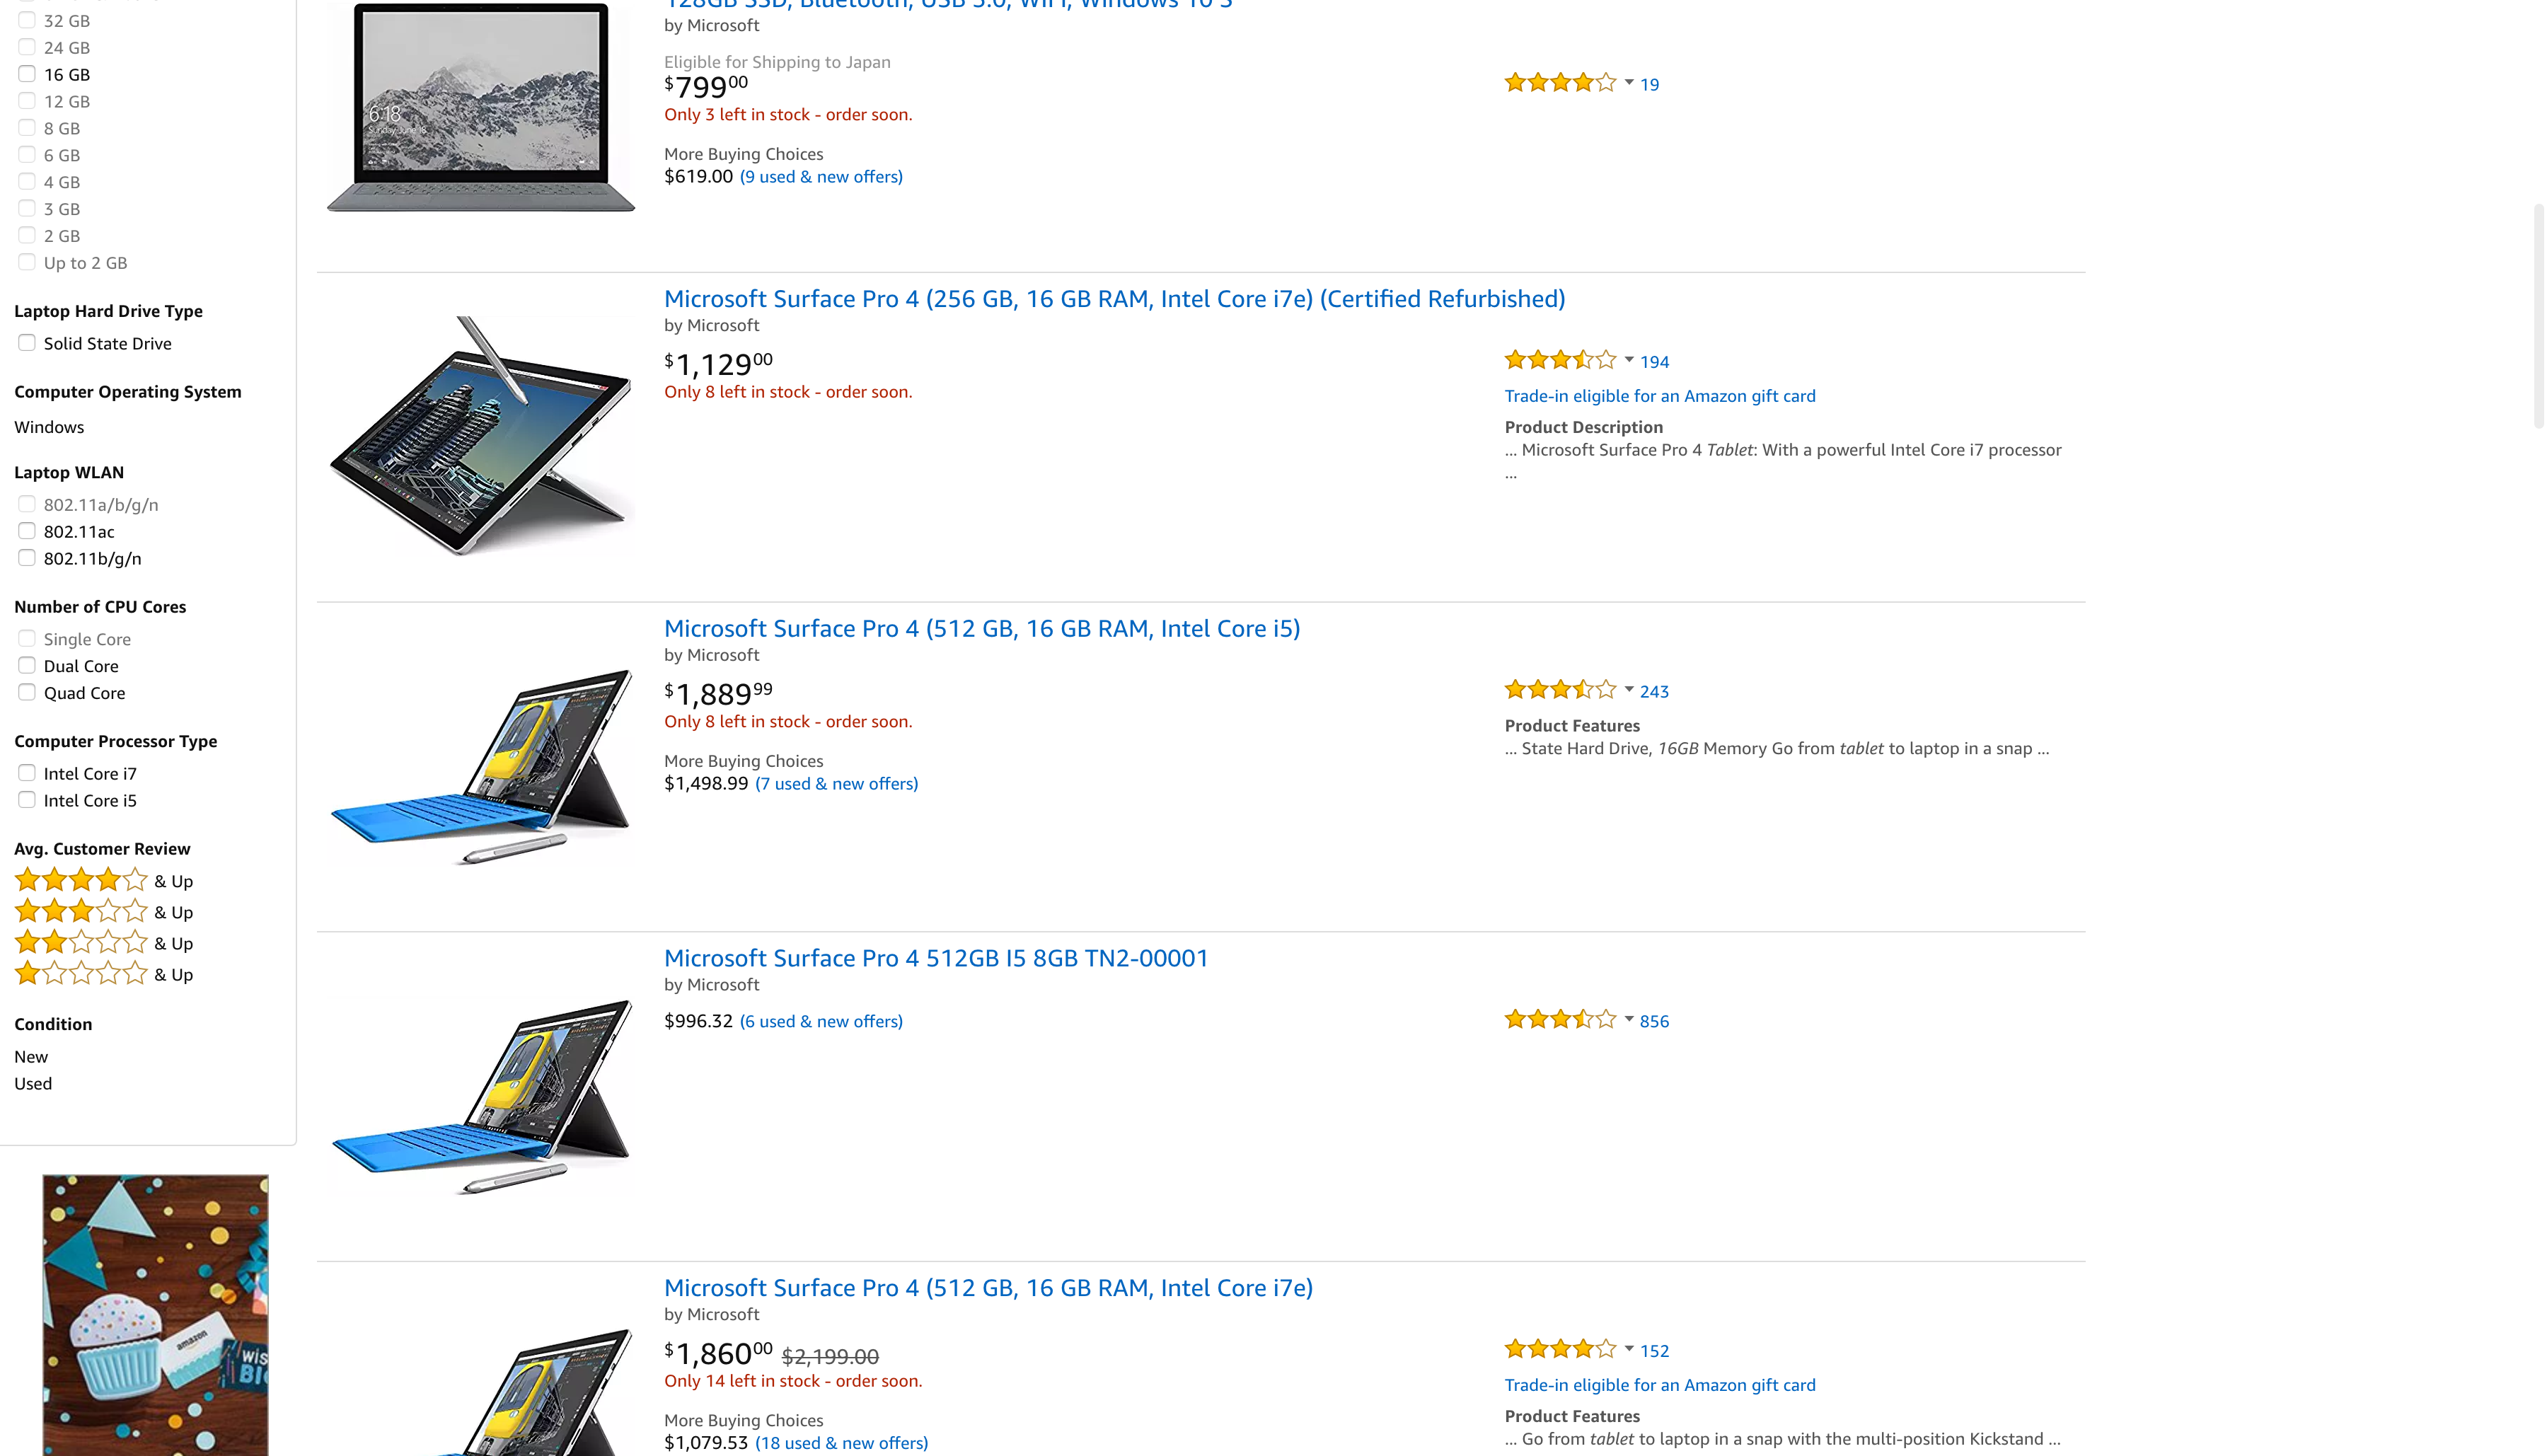 32 GB
24 GB
16 GB
12 GB
8 GB
6 GB
4 GB
3 GB
2 GB
Up to 2 GB
Laptop Hard Drive Type
Solid State Drive
Computer Operating System
Windows
Laptop WLAN
802.11a/b/g/n
802.11ac
802.11b/g/n
Number of CPU Cores
Single Core
Dual Core
Quad Core
Computer Processor Type
Intel Core i7
Intel Core i5
Avg. Customer Review
& Up
& Up
& Up
& Up
Condition
New
Used
amazon
128GB SSD, Bluetooth, USB 3.0, WiFi, Windows 10 S
by Microsoft
Eligible for Shipping to Japan
$79900
Only 3 left in stock - order soon.
More Buying Choices
$619.00 (9 used & new offers)
19
6:18
Microsoft Surface Pro 4 (256 GB, 16 GB RAM, Intel Core i7e) (Certified Refurbished)
by Microsoft
$1,12900
Only 8 left in stock - order soon.
194
Trade-in eligible for an Amazon gift card
Product Description
... Microsoft Surface Pro 4 Tablet: With a powerful Intel Core i7 processor
...
Microsoft Surface Pro 4 (512 GB, 16 GB RAM, Intel Core i5)
by Microsoft
$1,88999
Only 8 left in stock - order soon.
More Buying Choices
$1,498.99 (7 used & new offers)
243
Product Features
... State Hard Drive, 16GB Memory Go from tablet to laptop in a snap ...
Microsoft Surface Pro 4 512GB I5 8GB TN2-00001
by Microsoft
$996.32 (6 used & new offers)
856
Microsoft Surface Pro 4 (512 GB, 16 GB RAM, Intel Core i7e)
by Microsoft
$1,86000 $2,199.00
Only 14 left in stock - order soon.
More Buying Choices
$1,079.53 (18 used & new offers)
152
Trade-in eligible for an Amazon gift card
Product Features
... Go from tablet to laptop in a snap with the multi-position Kickstand ...